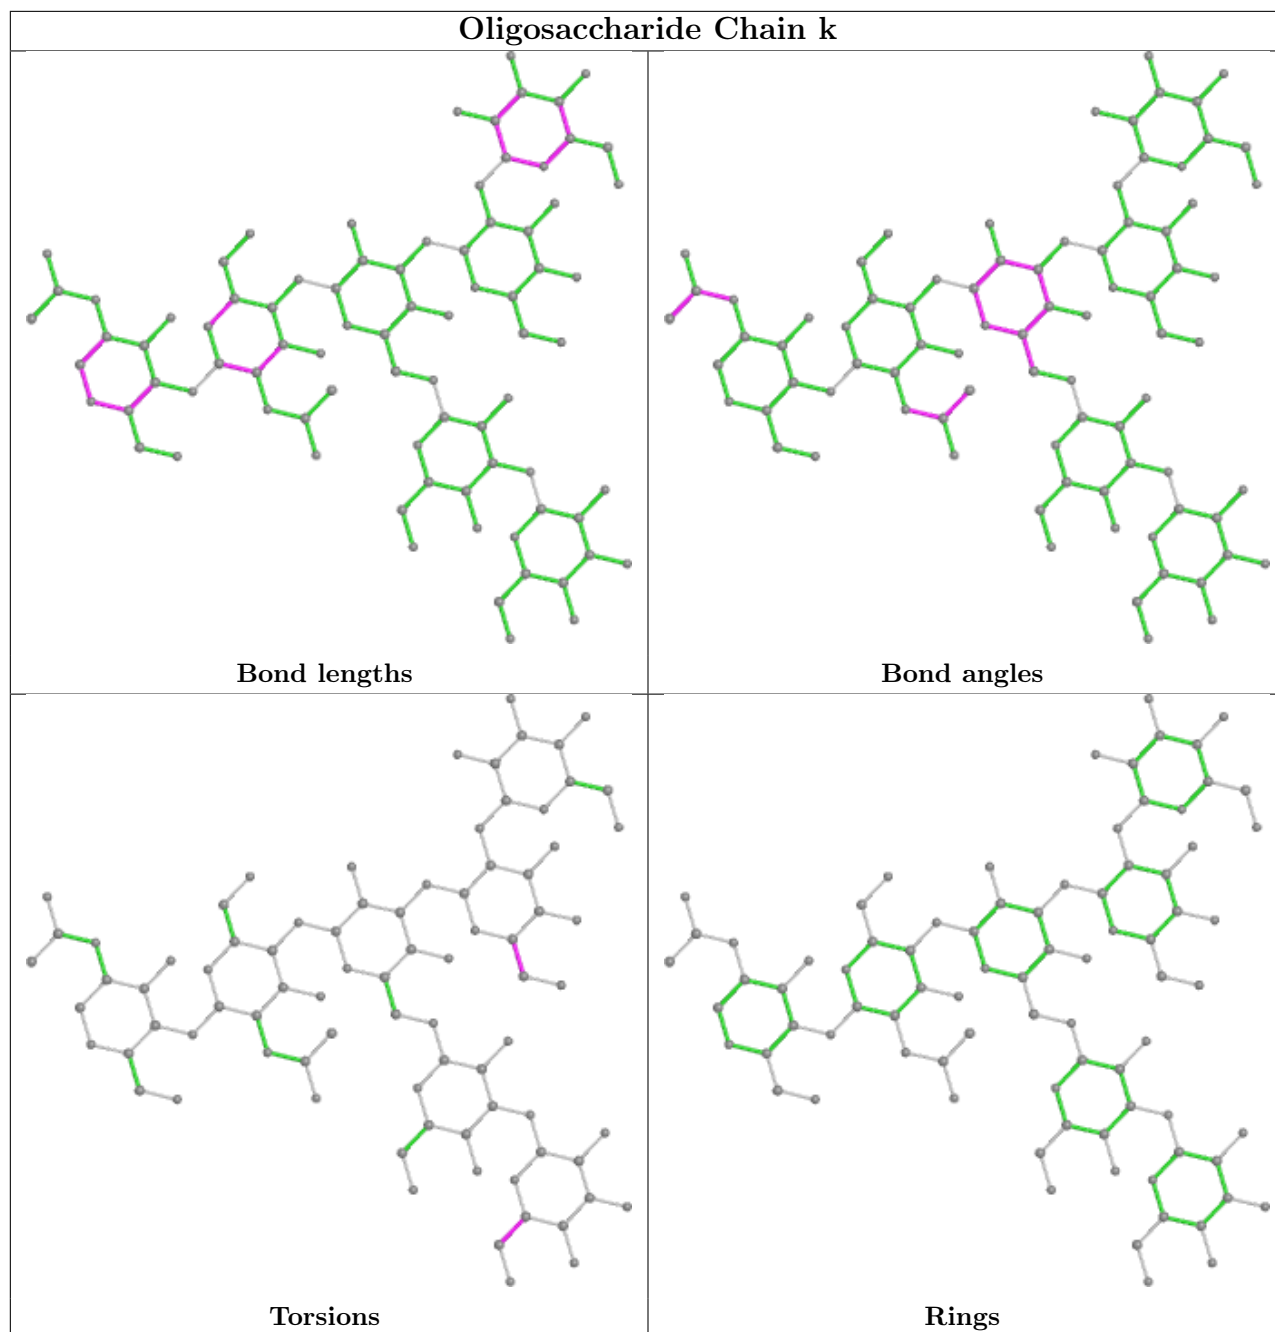 Oligosaccharide Chain k
Bond lengths
Bond angles
Torsions
Rings